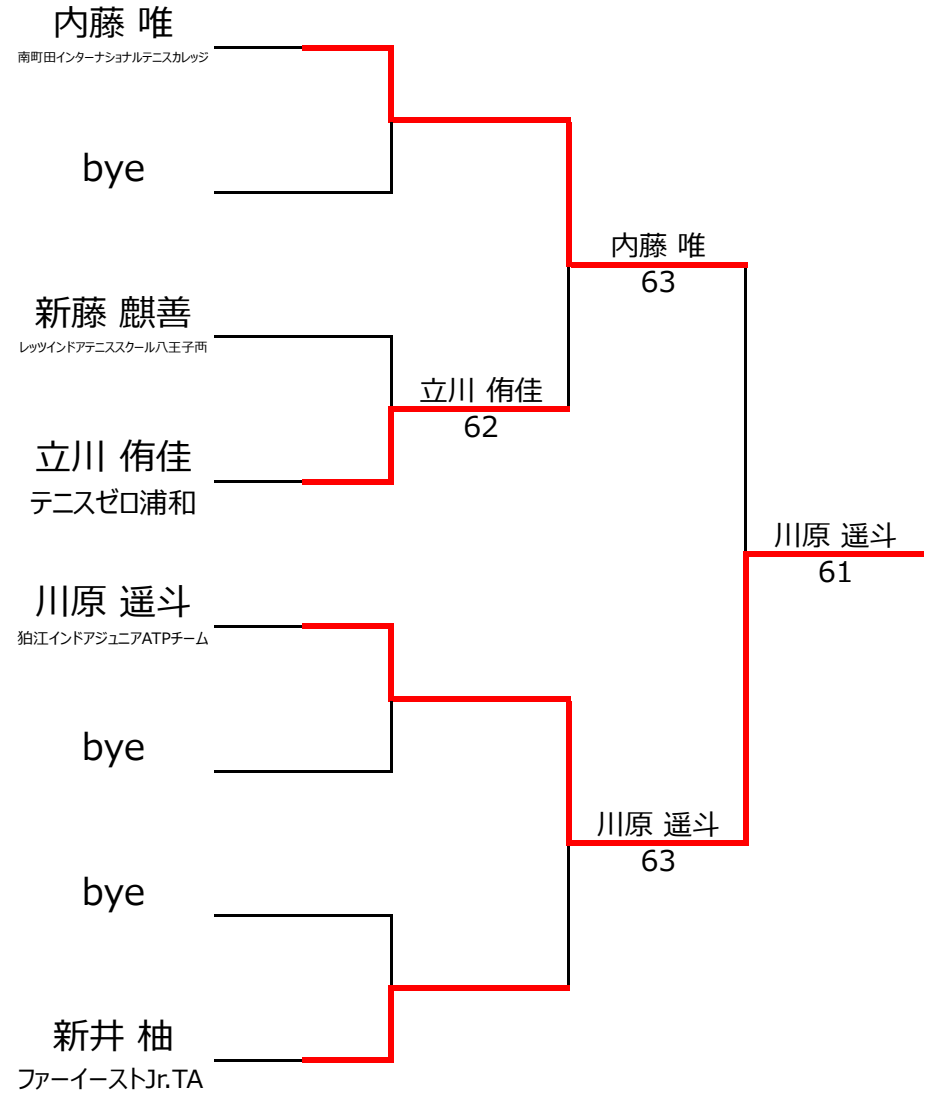 内藤 唯
南町田インターナショナルテニスカレッジ
bye
内藤 唯
63
新藤 麒善
レッツインドアテニススクール八王子西
立川 侑佳
62
立川 侑佳
テニスゼロ浦和
川原 遥斗
61
川原 遥斗
狛江インドアジュニアATPチーム
bye
川原 遥斗
63
bye
新井 柚
ファーイーストJr.TA